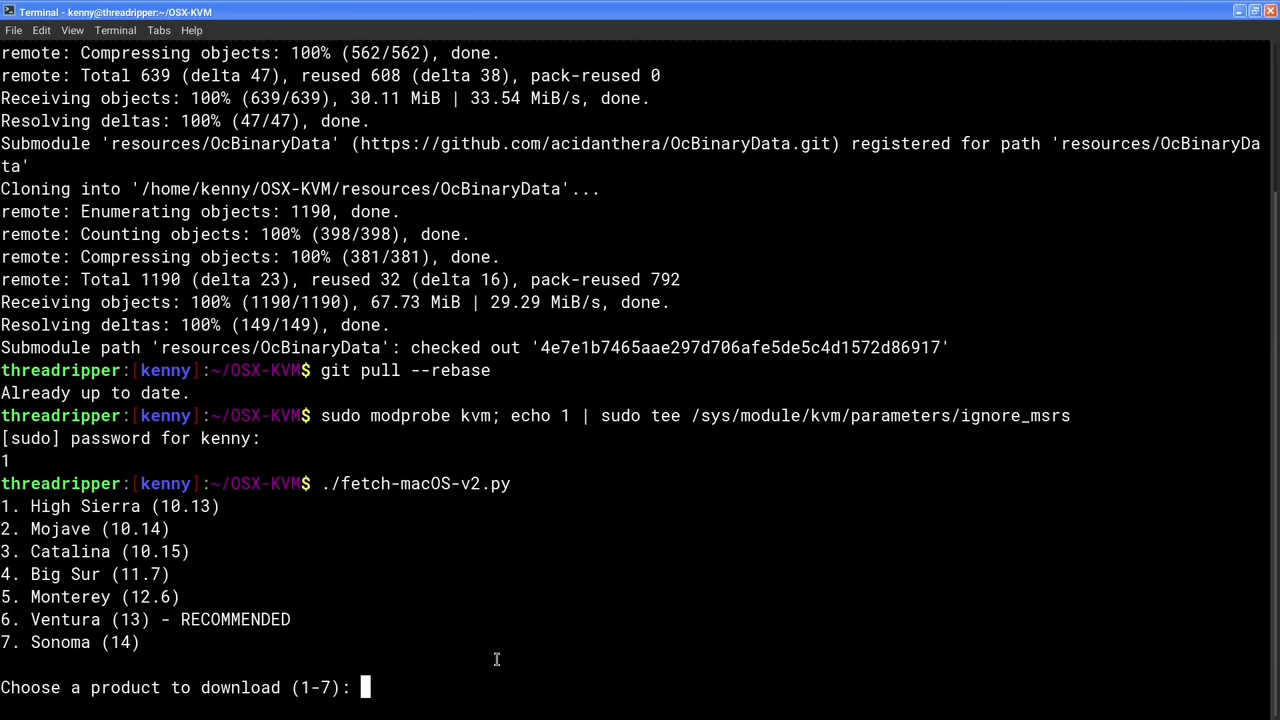 Terminal - kenny@threadripper:~/OSX-KVM
File Edit View Terminal Tabs Help
remote: Compressing objects: 100% (562/562), done.
remote: Total 639 (delta 47), reused 608 (delta 38), pack-reused 0
Receiving objects: 100% (639/639), 30.11 MiB | 33.54 MiB/s, done.
Resolving deltas: 100% (47/47), done.
Submodule 'resources/OcBinaryData' (https://github.com/acidanthera/OcBinaryData.git) registered for path 'resources/OcBinaryDa
ta'
Cloning into '/home/kenny/OSX-KVM/resources/OcBinaryData'...
remote: Enumerating objects: 1190, done.
remote: Counting objects: 100% (398/398), done.
remote: Compressing objects: 100% (381/381), done.
remote: Total 1190 (delta 23), reused 32 (delta 16), pack-reused 792
Receiving objects: 100% (1190/1190), 67.73 MiB | 29.29 MiB/s, done.
Resolving deltas: 100% (149/149), done.
Submodule path 'resources/OcBinaryData': checked out '4e7e1b7465aae297d706afe5de5c4d1572d86917'
threadripper:[kenny]:~/OSX-KVM$ git pull --rebase
Already up to date.
threadripper:[kenny]:~/OSX-KVM$ sudo modprobe kvm; echo 1 | sudo tee /sys/module/kvm/parameters/ignore_msrs
[sudo] password for kenny:
1
threadripper:[kenny]:~/OSX-KVM$ ./fetch-macOS-v2.py
1. High Sierra (10.13)
2. Mojave (10.14)
3. Catalina (10.15)
4. Big Sur (11.7)
5. Monterey (12.6)
6. Ventura (13) - RECOMMENDED
7. Sonoma (14)
Choose a product to download (1-7):